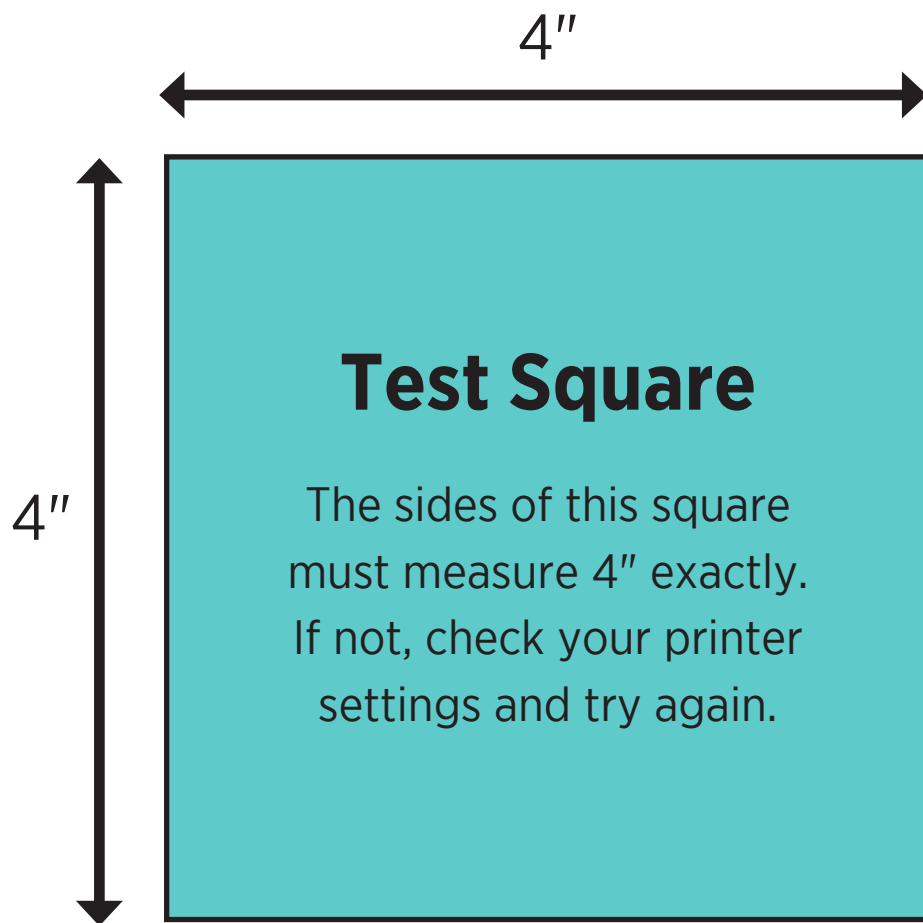 4"
Test Square
4"
The sides of this square
must measure 4" exactly.
If not, check your printer
settings and try again.